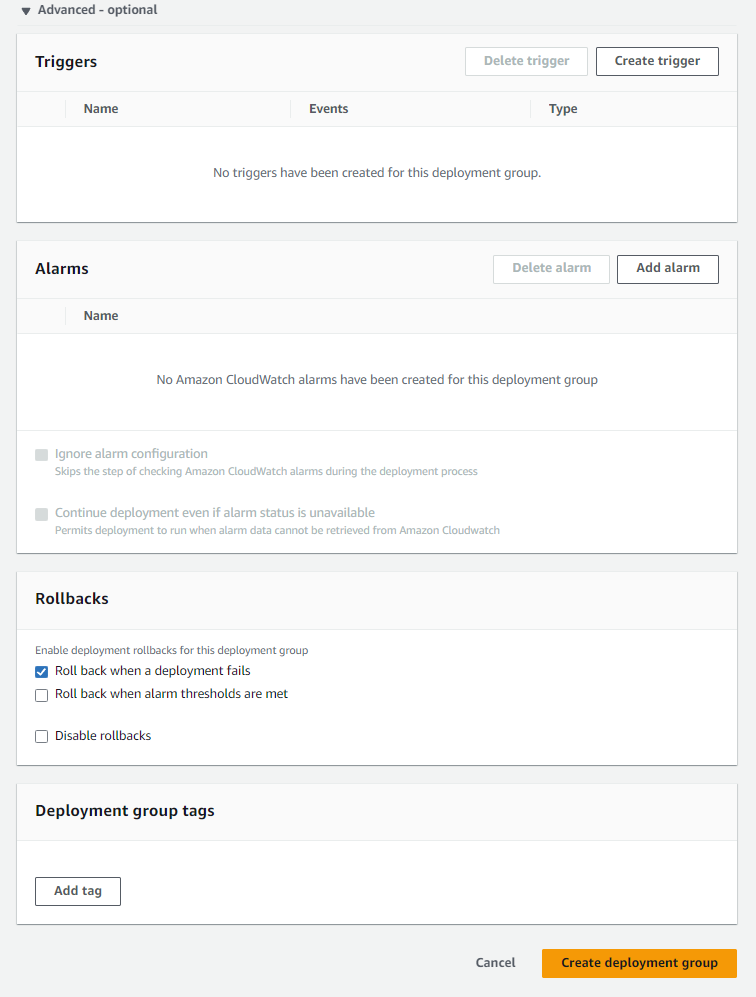 Advanced - optional
Triggers
Delete trigger
Create trigger
Name
Events
Type
No triggers have been created for this deployment group.
Alarms
Delete alarm
Add alarm
Name
No Amazon CloudWatch alarms have been created for this deployment group
Ignore alarm configuration
Skips the step of checking Amazon CloudWatch alarms during the deployment process
Continue deployment even if alarm status is unavailable
Permits deployment to run when alarm data cannot be retrieved from Amazon Cloudwatch
Rollbacks
Enable deployment rollbacks for this deployment group
Roll back when a deployment fails
Roll back when alarm thresholds are met
Disable rollbacks
Deployment group tags
Add tag
Cancel
Create deployment group